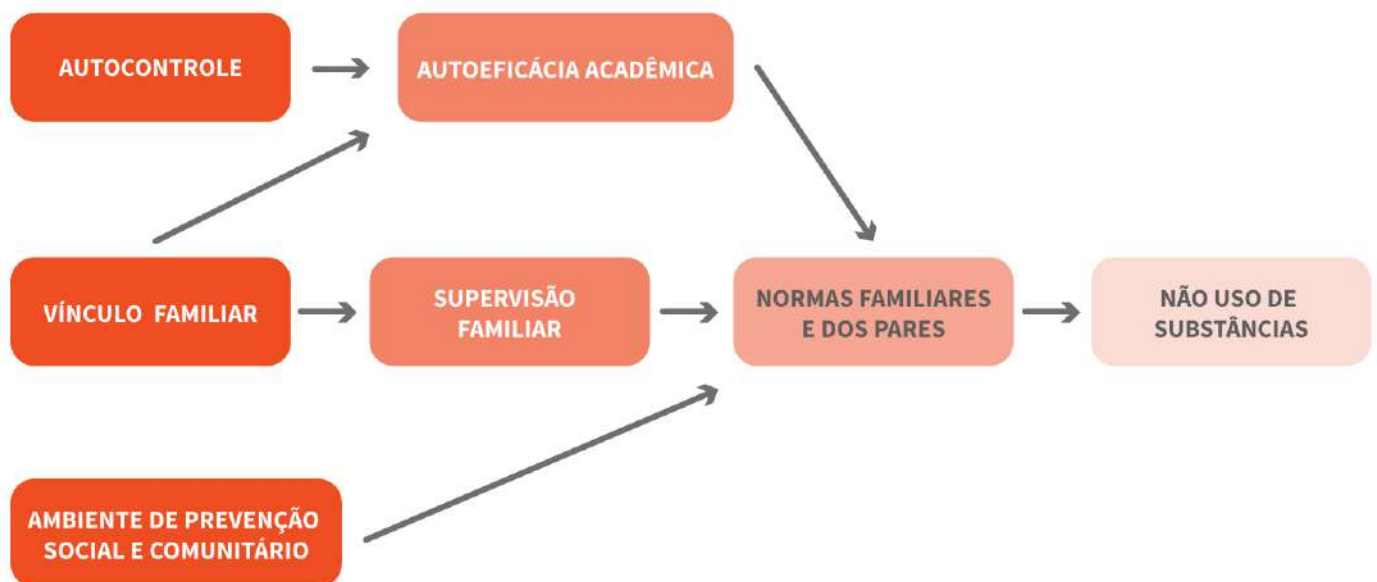 AUTOCONTROLE
AUTOEFICÁCIA ACADÊMICA
VÍNCULO FAMILIAR
SUPERVISÃO
FAMILIAR
NORMAS FAMILIARES
E DOS PARES
NÃO USO DE
SUBSTÂNCIAS
AMBIENTE DE PREVENÇÃO
SOCIAL E COMUNITÁRIO